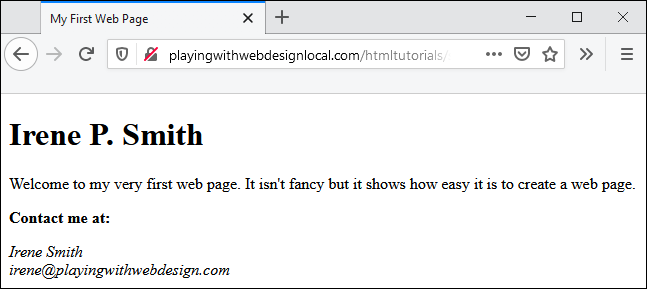 My First Web Page
playingwithwebdesignlocal.com/htmltutorials/
Irene P. Smith
Welcome to my very first web page. It isn't fancy but it shows how easy it is to create a web page.
Contact me at:
Irene Smith
irene@playingwithwebdesign.com